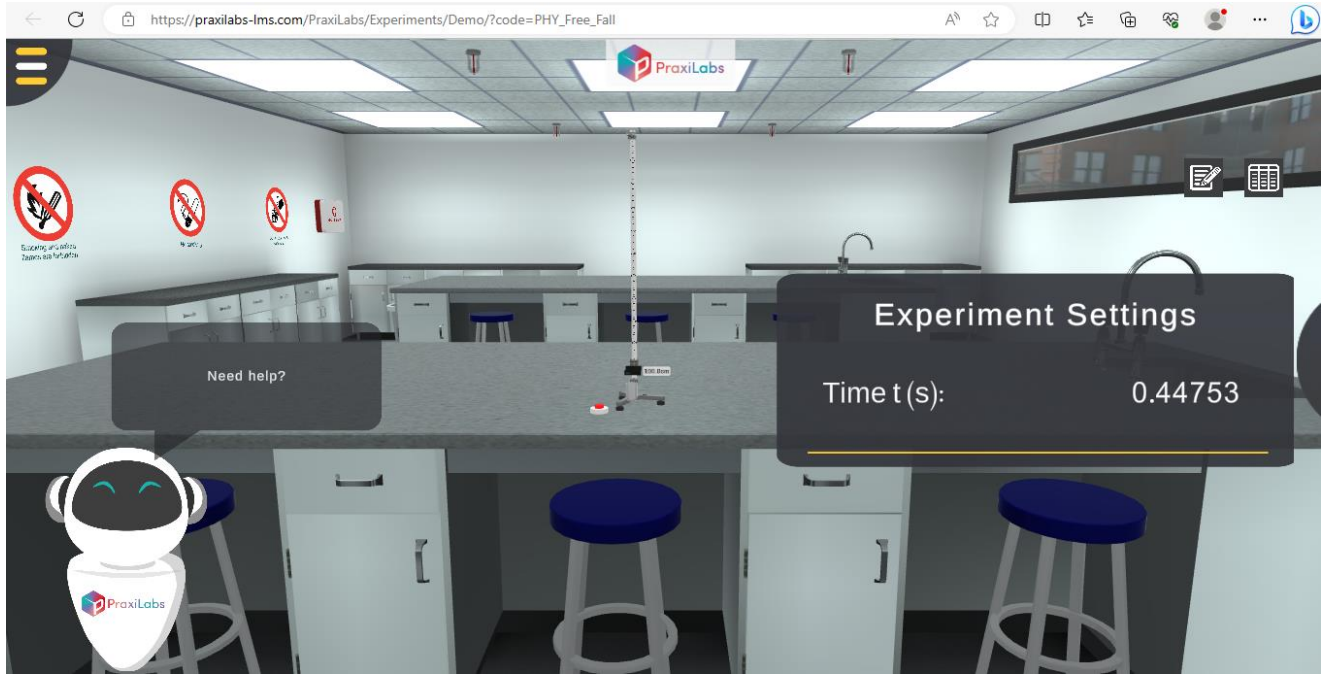 https://praxilabs-lms.com/PraxiLabs/Experiments/Demo/?code=PHY_Free_Fall
PraxiLabs
Experiment Settings
Need help?
Time t (s): 0.44753
PraxiLabs